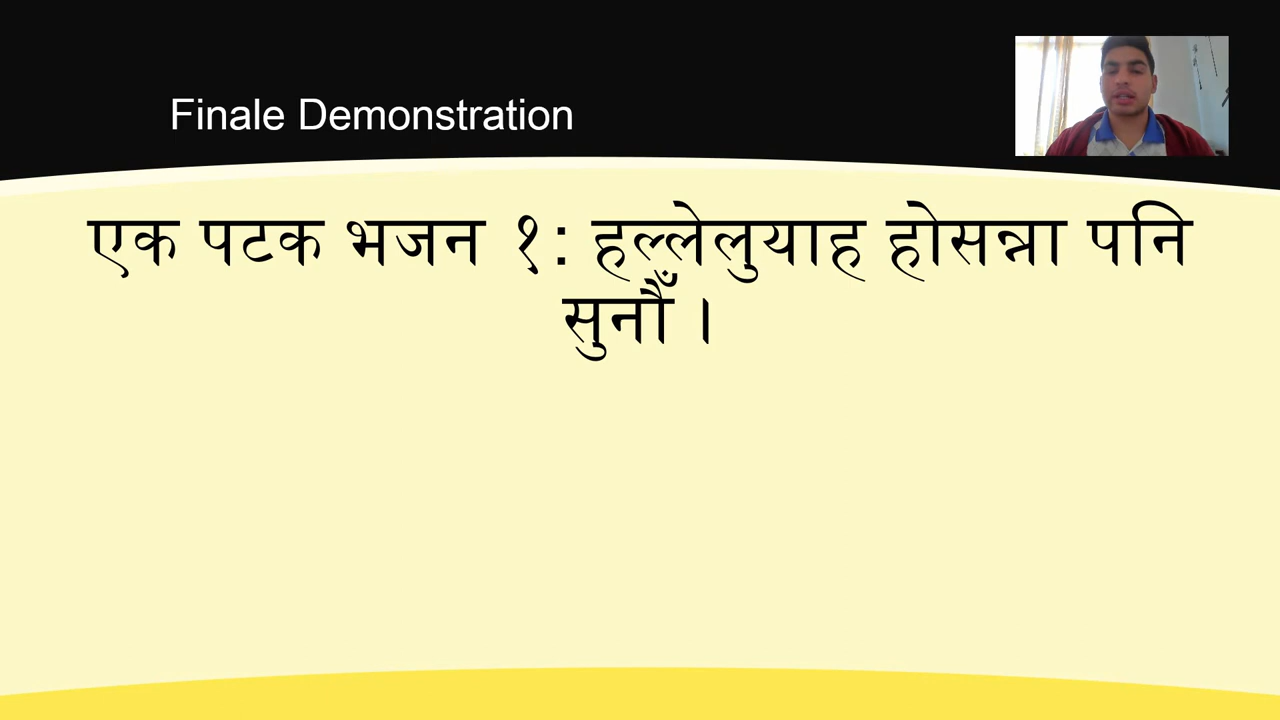 Finale Demonstration
एक पटक भजन १: हल्लेलुयाह होसन्ना पनि
सुनौँ ।